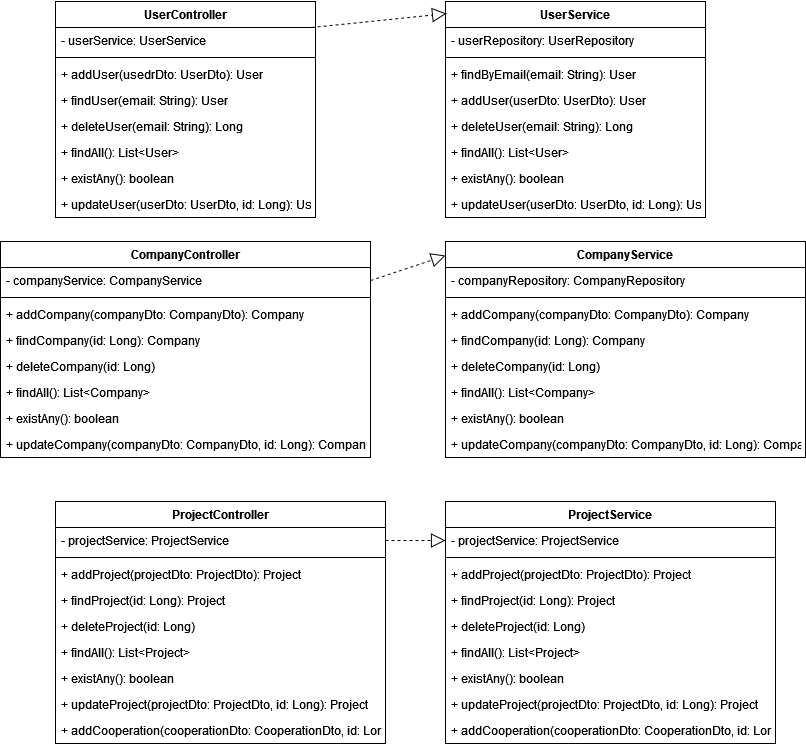 UserController
- userService: UserService
+ addUser(usedrDto: UserDto): User
+ findUser(email: String): User
+ deleteUser(email: String): Long
+ findAll(): List<User>
+ existAny(): boolean
+ updateUser(userDto: UserDto, id: Long): Us
UserService
- userRepository: UserRepository
+ findByEmail(email: String): User
+ addUser(userDto: UserDto): User
+ deleteUser(email: String): Long
+ findAll(): List<User>
+ existAny(): boolean
+ updateUser(userDto: UserDto, id: Long): Us
CompanyController
- companyService: CompanyService
+ addCompany(companyDto: CompanyDto): Company
+ findCompany(id: Long): Company
+ deleteCompany(id: Long)
+ findAll(): List<Company>
+ existAny(): boolean
+ updateCompany(companyDto: CompanyDto, id: Long): Compan
CompanyService
- companyRepository: CompanyRepository
+ addCompany(companyDto: CompanyDto): Company
+ findCompany(id: Long): Company
+ deleteCompany(id: Long)
+ findAll(): List<Company>
+ existAny(): boolean
+ updateCompany(companyDto: CompanyDto, id: Long): Compa
ProjectController
- projectService: ProjectService
+ addProject(projectDto: ProjectDto): Project
+ findProject(id: Long): Project
+ deleteProject(id: Long)
+ findAll(): List<Project>
+ existAny(): boolean
+ updateProject(projectDto: ProjectDto, id: Long): Project
+ addCooperation(cooperationDto: CooperationDto, id: Lor
ProjectService
- projectService: ProjectService
+ addProject(projectDto: ProjectDto): Project
+ findProject(id: Long): Project
+ deleteProject(id: Long)
+ findAll(): List<Project>
+ existAny(): boolean
+ updateProject(projectDto: ProjectDto, id: Long): Project
+ addCooperation(cooperationDto: CooperationDto, id: Lor